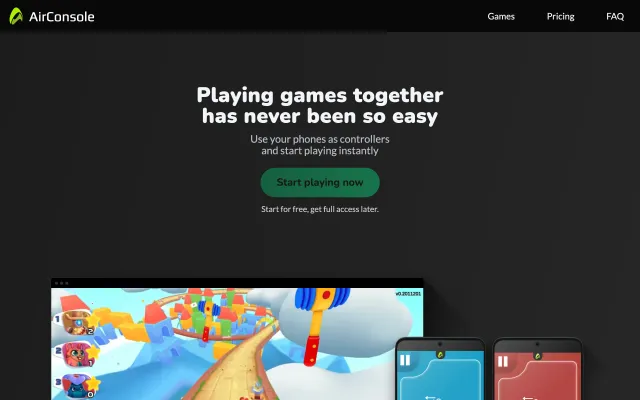 AirConsole
Games
Pricing
FAQ
Playing games together
has never been so easy
Use your phones as controllers
and start playing instantly
Start playing now
Start for free, get full access later.
v0.2011201
1
2
2
1
3
0